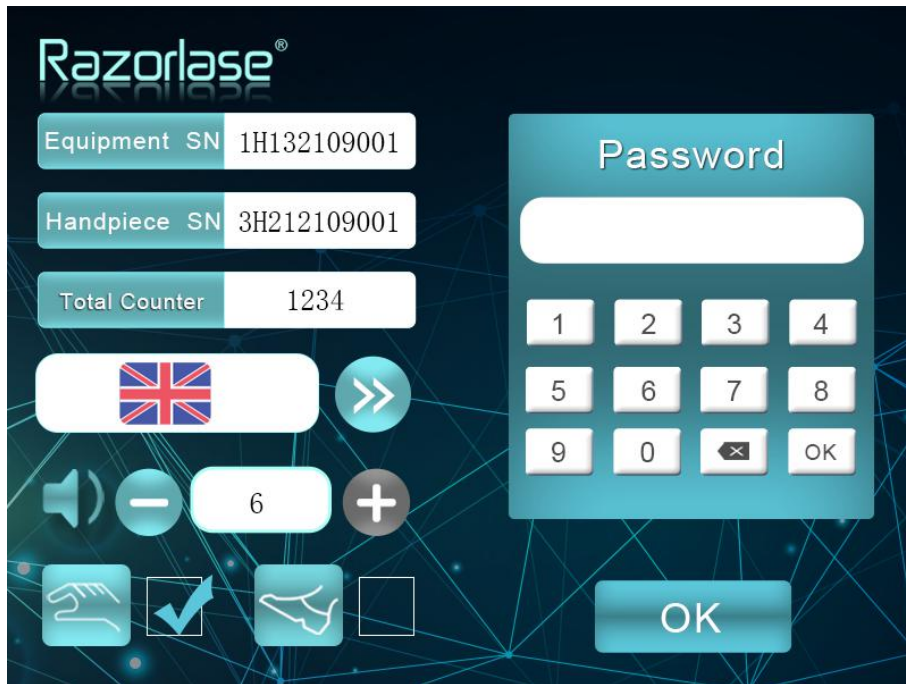 Razorlase®
Equipment SN 1H132109001
Handpiece SN 3H212109001
Total Counter 1234
6
Password
1 2 3 4
5 6 7 8
9 0 OK
OK